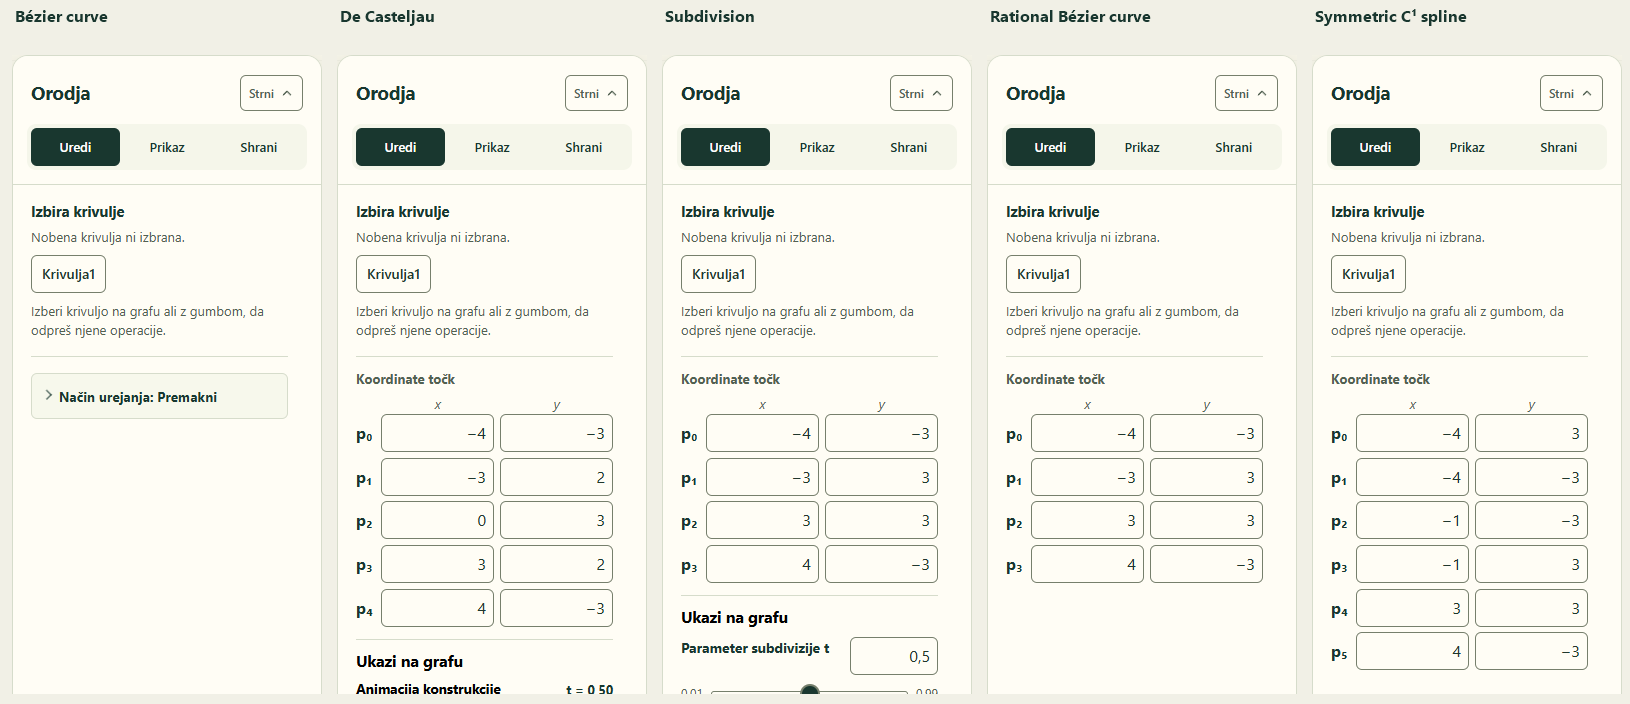 Bézier curve
Orodja
Strni
Uredi Prikaz Shrani
Izbira krivulje
Nobena krivulja ni izbrana.
Krivulja1
Izberi krivuljo na grafu ali z gumbom, da
odpreš njene operacije.
Način urejanja: Premakni
De Casteljau
Orodja
Strni
Uredi Prikaz Shrani
Izbira krivulje
Nobena krivulja ni izbrana.
Krivulja1
Izberi krivuljo na grafu ali z gumbom, da
odpreš njene operacije.
Koordinate točk
x y
p₀ −4 −3
p₁ −3 2
p₂ 0 3
p₃ 3 2
p₄ 4 −3
Ukazi na grafu
Animacija konstrukcije t = 0 50
Subdivision
Orodja
Strni
Uredi Prikaz Shrani
Izbira krivulje
Nobena krivulja ni izbrana.
Krivulja1
Izberi krivuljo na grafu ali z gumbom, da
odpreš njene operacije.
Koordinate točk
x y
p₀ −4 −3
p₁ −3 3
p₂ 3 3
p₃ 4 −3
Ukazi na grafu
Parameter subdivizije t 0,5
0.01 0.99
Rational Bézier curve
Orodja
Strni
Uredi Prikaz Shrani
Izbira krivulje
Nobena krivulja ni izbrana.
Krivulja1
Izberi krivuljo na grafu ali z gumbom, da
odpreš njene operacije.
Koordinate točk
x y
p₀ −4 −3
p₁ −3 3
p₂ 3 3
p₃ 4 −3
Symmetric C¹ spline
Orodja
Strni
Uredi Prikaz Shrani
Izbira krivulje
Nobena krivulja ni izbrana.
Krivulja1
Izberi krivuljo na grafu ali z gumbom, da
odpreš njene operacije.
Koordinate točk
x y
p₀ −4 3
p₁ −4 −3
p₂ −1 −3
p₃ −1 3
p₄ 3 3
p₅ 4 −3